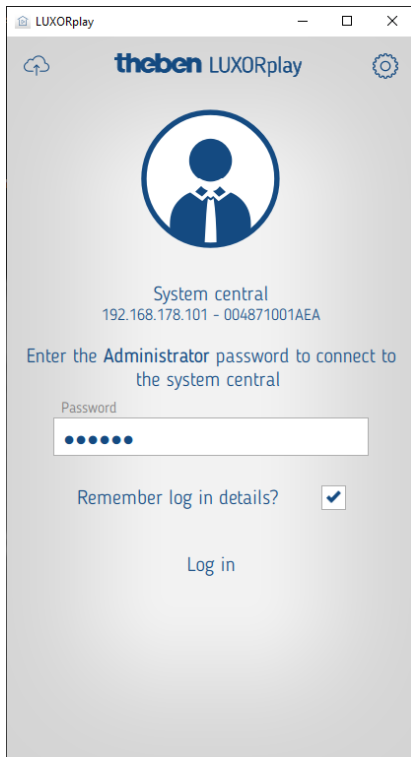 LUXORplay
theben LUXORplay
System central
192.168.178.101 - 004871001AEA
Enter the Administrator password to connect to
the system central
Password
●●●●●●
Remember log in details?
Log in